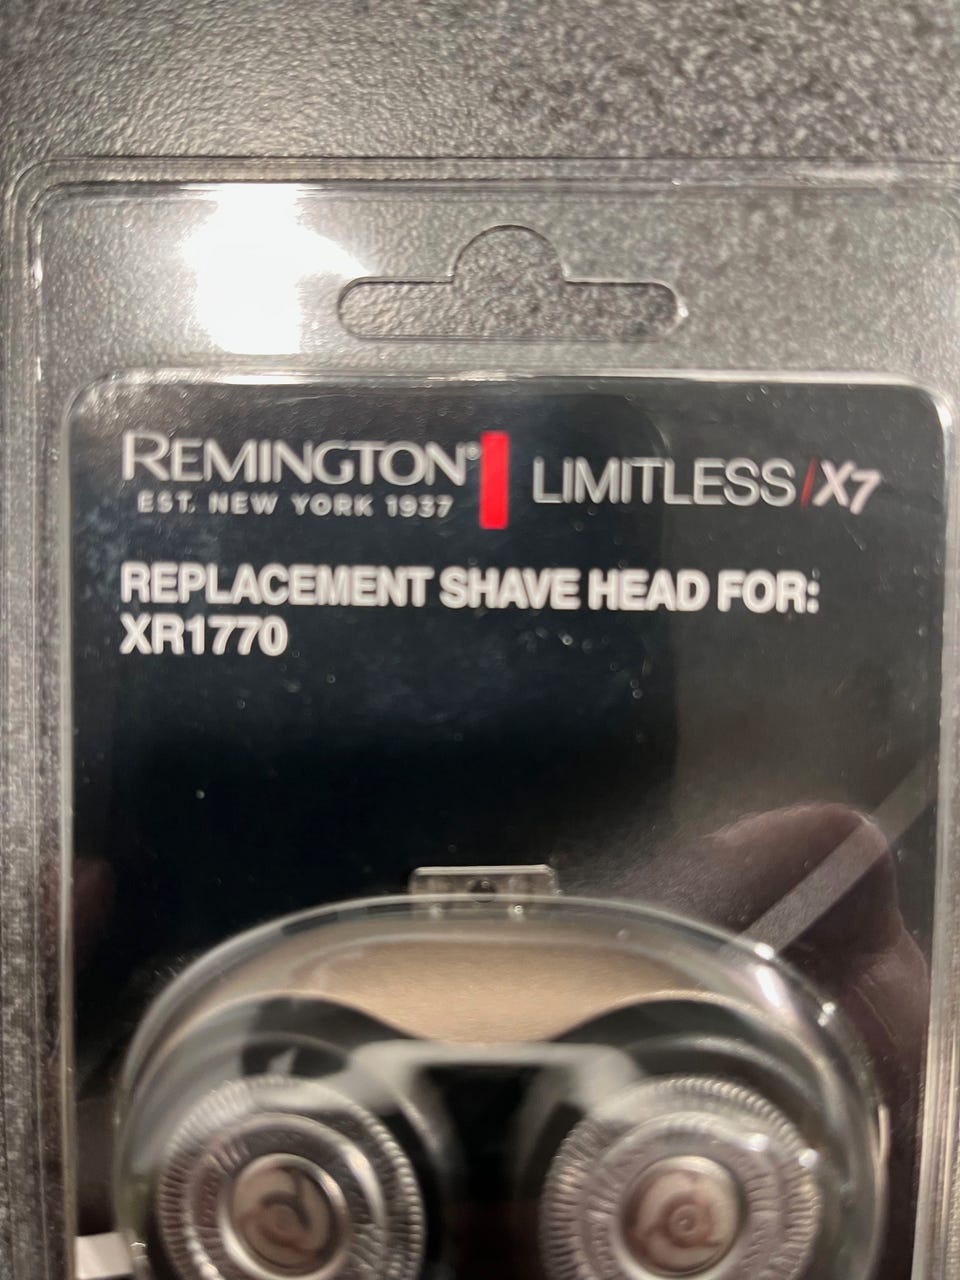 REMINGTON® LIMITLESS/X7
EST. NEW YORK 1937
REPLACEMENT SHAVE HEAD FOR:
XR1770